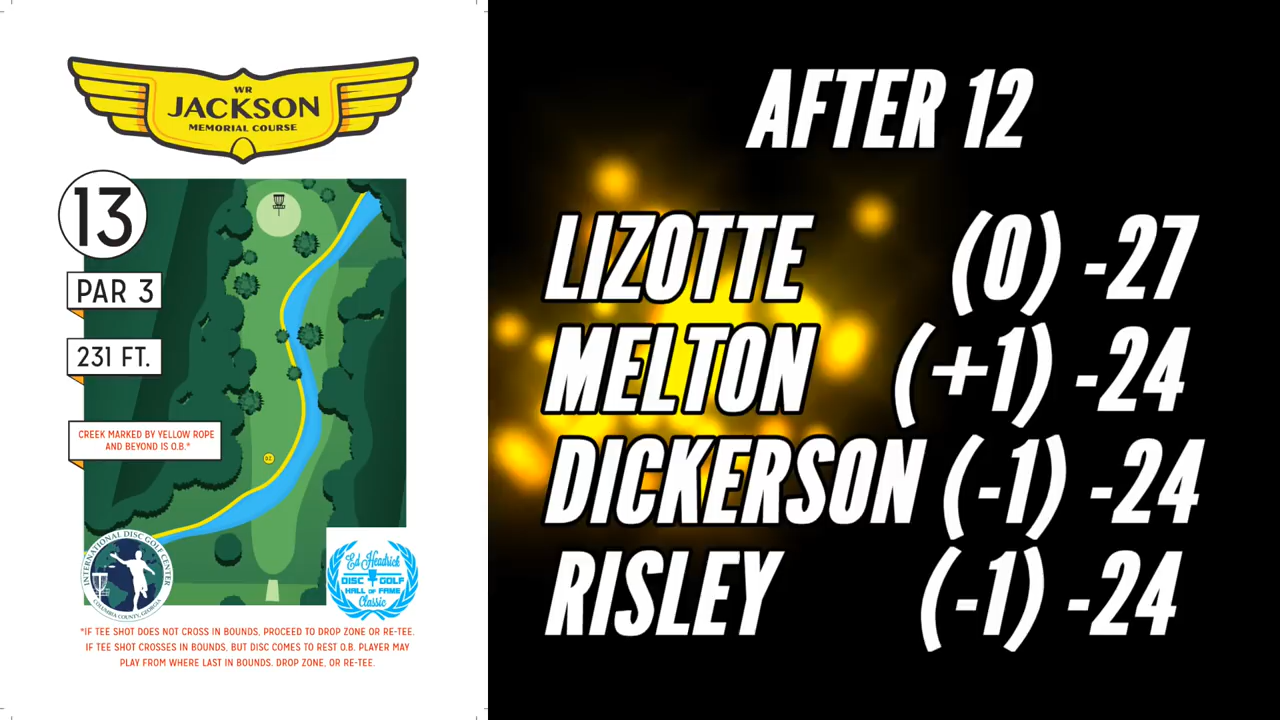 WR
JACKSON
MEMORIAL COURSE
13
PAR 3
231 FT.
CREEK MARKED BY YELLOW ROPE
AND BEYOND IS O.B.*
DZ
INTERNATIONAL DISC GOLF CENTER
COLUMBIA COUNTY, GEORGIA
Ed Headrick
DISC GOLF
HALL OF FAME
Classic
*IF TEE SHOT DOES NOT CROSS IN BOUNDS, PROCEED TO DROP ZONE OR RE-TEE.
IF TEE SHOT CROSSES IN BOUNDS, BUT DISC COMES TO REST O.B. PLAYER MAY
PLAY FROM WHERE LAST IN BOUNDS, DROP ZONE, OR RE-TEE.
AFTER 12
LIZOTTE (0) -27
MELTON (+1) -24
DICKERSON (-1) -24
RISLEY (-1) -24